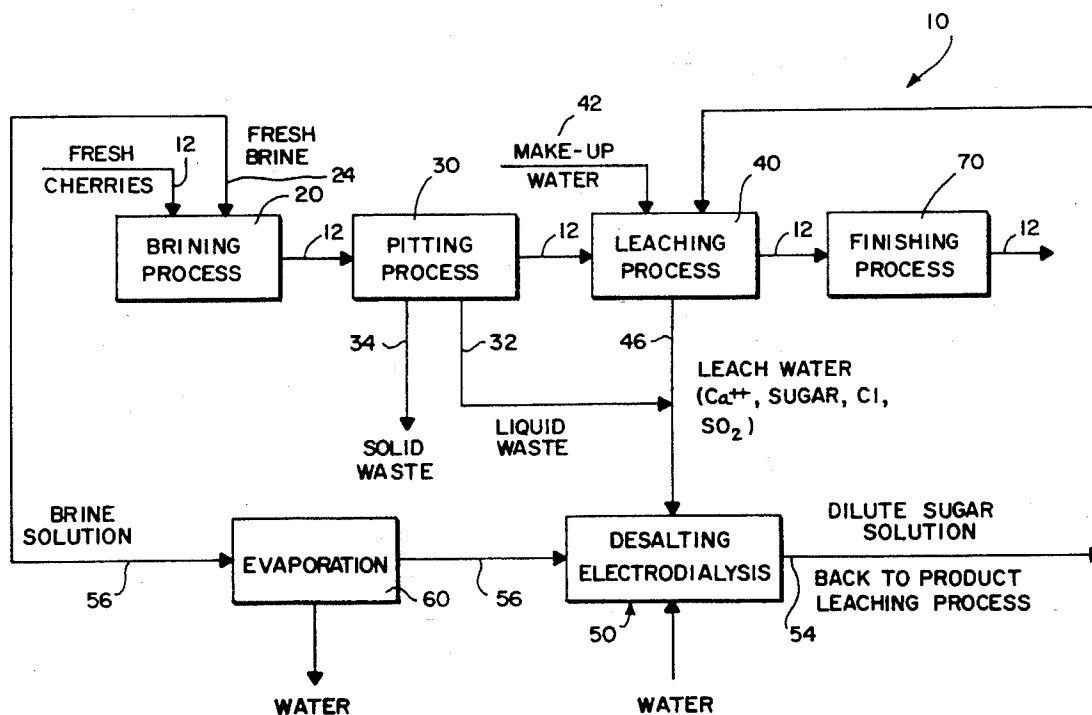 10
42
FRESH
CHERRIES
12
FRESH
BRINE
24
20
30
MAKE-UP
WATER
40
70
BRINING
PROCESS
12
PITTING
PROCESS
12
LEACHING
PROCESS
12
FINISHING
PROCESS
12
34
32
46
LEACH WATER
(Ca++, SUGAR, Cl,
SO2)
SOLID
WASTE
LIQUID
WASTE
BRINE
SOLUTION
56
EVAPORATION
60
56
DESALTING
ELECTRODIALYSIS
50
DILUTE SUGAR
SOLUTION
BACK TO PRODUCT
LEACHING PROCESS
54
WATER
WATER